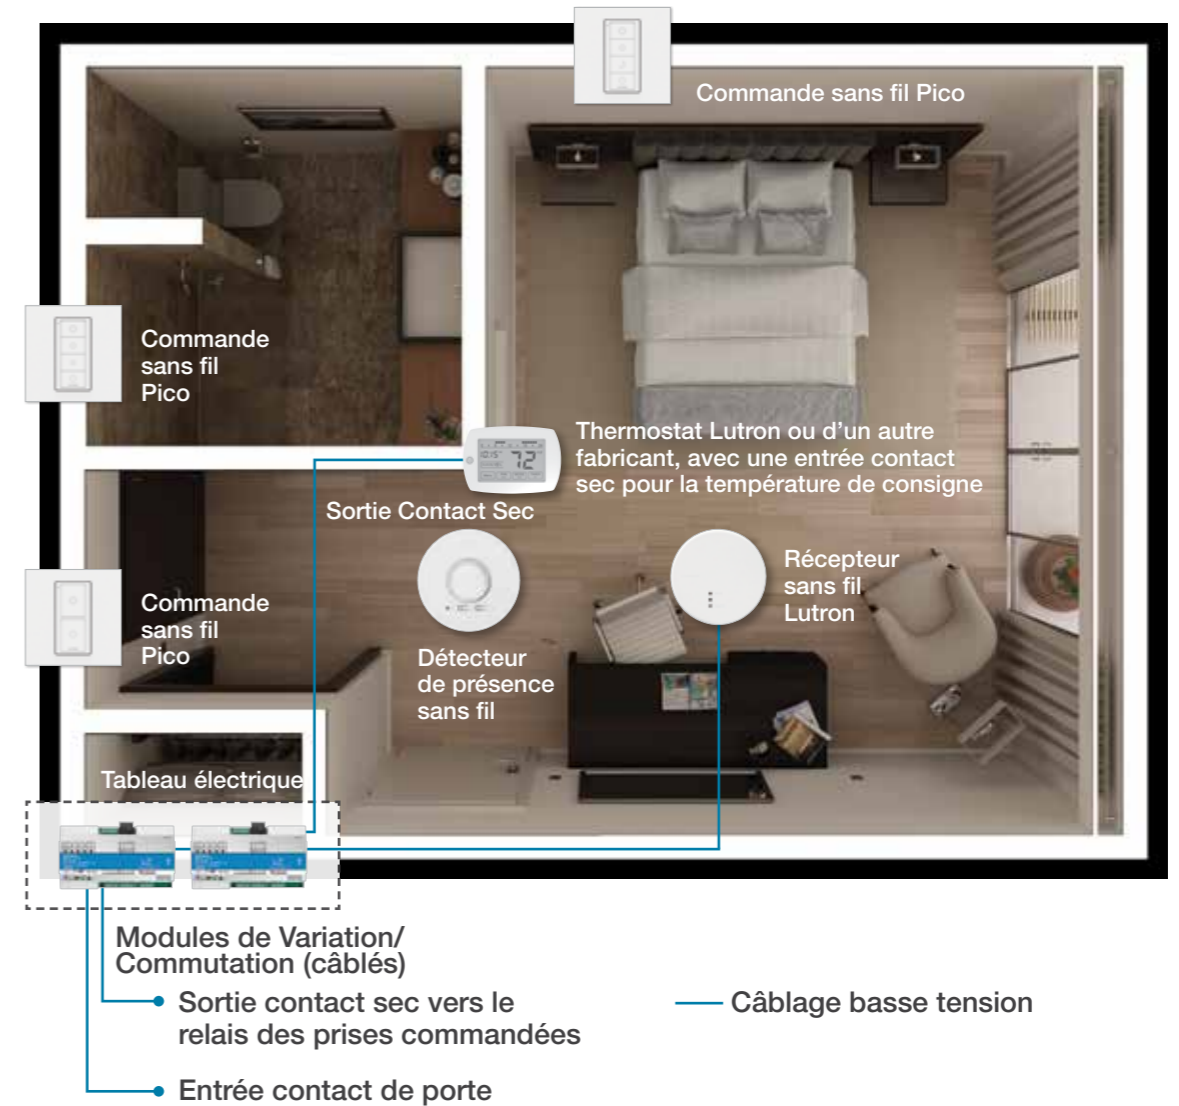 Commande sans fil Pico
Commande
sans fil
Pico
Thermostat Lutron ou d’un autre
fabricant, avec une entrée contact
sec pour la température de consigne
72
Sortie Contact Sec
Récepteur
sans fil
Lutron
Commande
sans fil
Pico
Détecteur
de présence
sans fil
Tableau électrique
Modules de Variation/
Commutation (câblés)
Sortie contact sec vers le
relais des prises commandées
Câblage basse tension
Entrée contact de porte